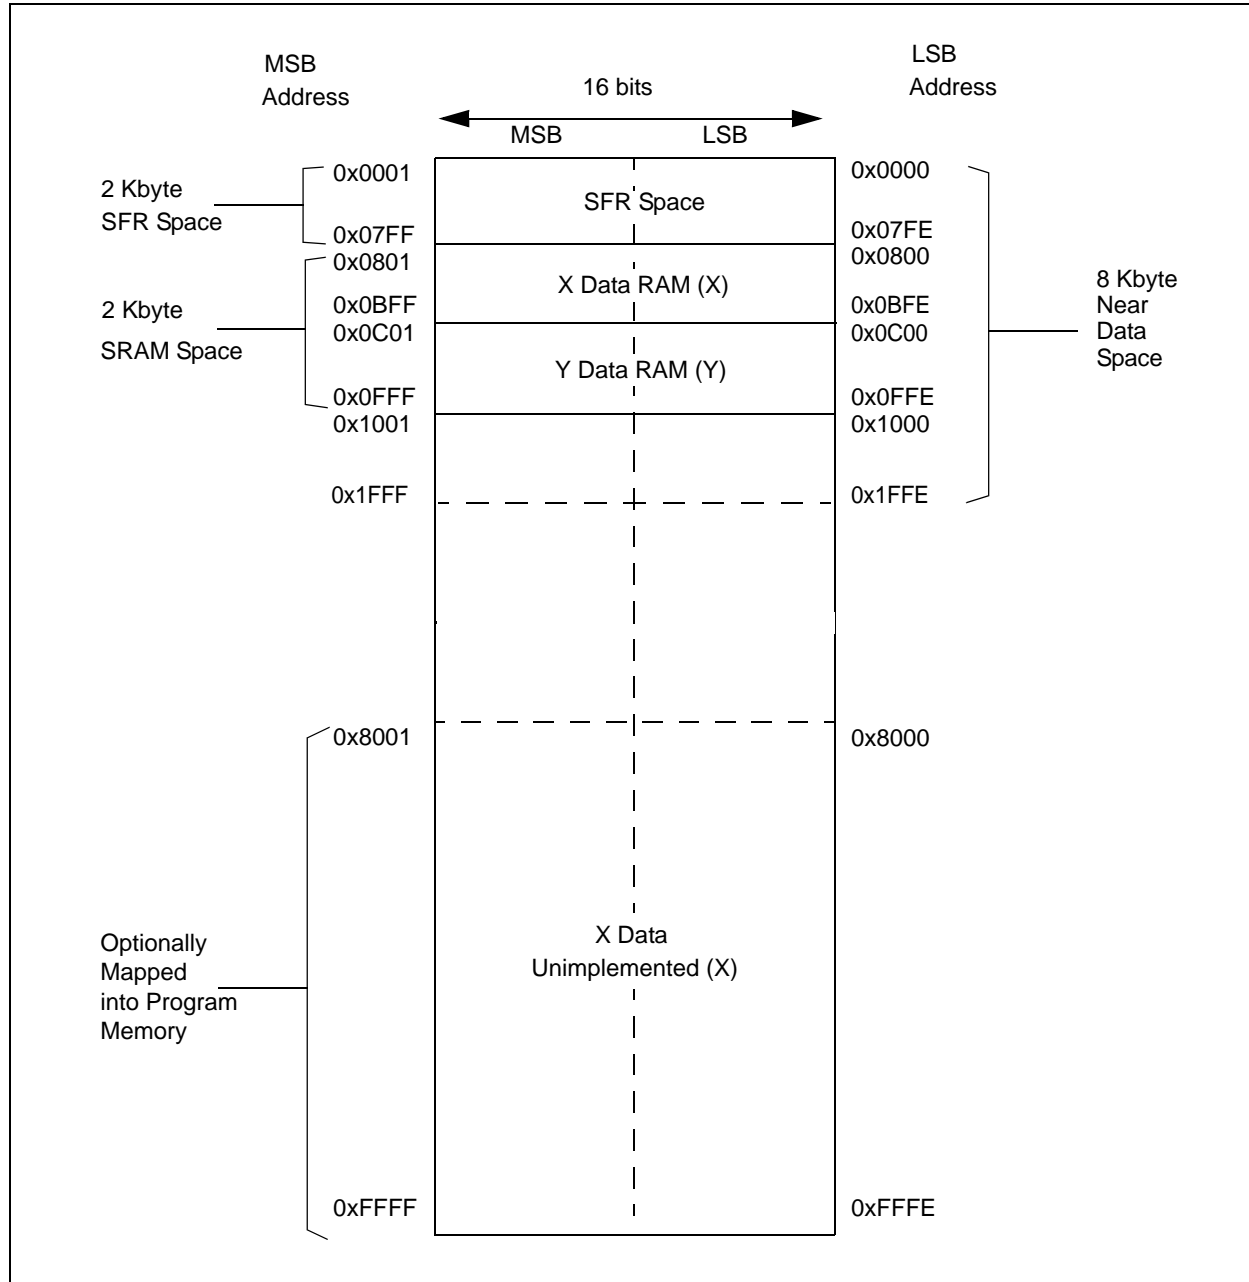 MSB
Address
LSB
Address
16 bits
MSB LSB
0x0001
0x0000
2 Kbyte
SFR Space
SFR Space
0x07FF
0x07FE
0x0801
0x0800
X Data RAM (X)
8 Kbyte
Near
Data
Space
2 Kbyte
SRAM Space
0x0BFF
0x0BFE
0x0C01
0x0C00
Y Data RAM (Y)
0x0FFF
0x0FFE
0x1001
0x1000
0x1FFF
0x1FFE
0x8001
0x8000
Optionally
Mapped
into Program
Memory
X Data
Unimplemented (X)
0xFFFF
0xFFFE